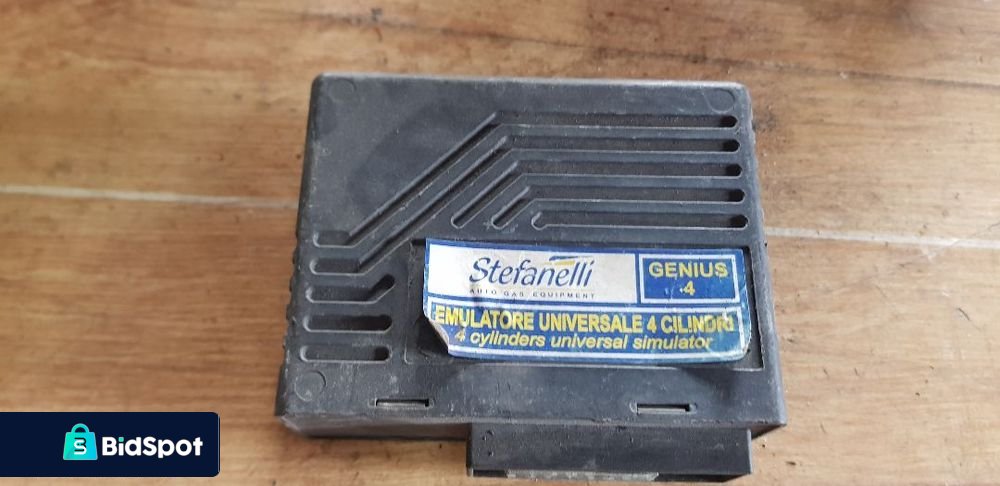 Stefanelli
AUTO GAS EQUIPMENT
GENIUS
4
EMULATORE UNIVERSALE 4 CILINDRI
4 cylinders universal simulator
S BidSpot